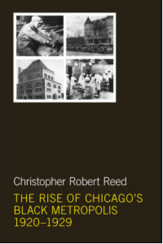 Christopher Robert Reed
THE RISE OF CHICAGO'S
BLACK METROPOLIS
1920–1929